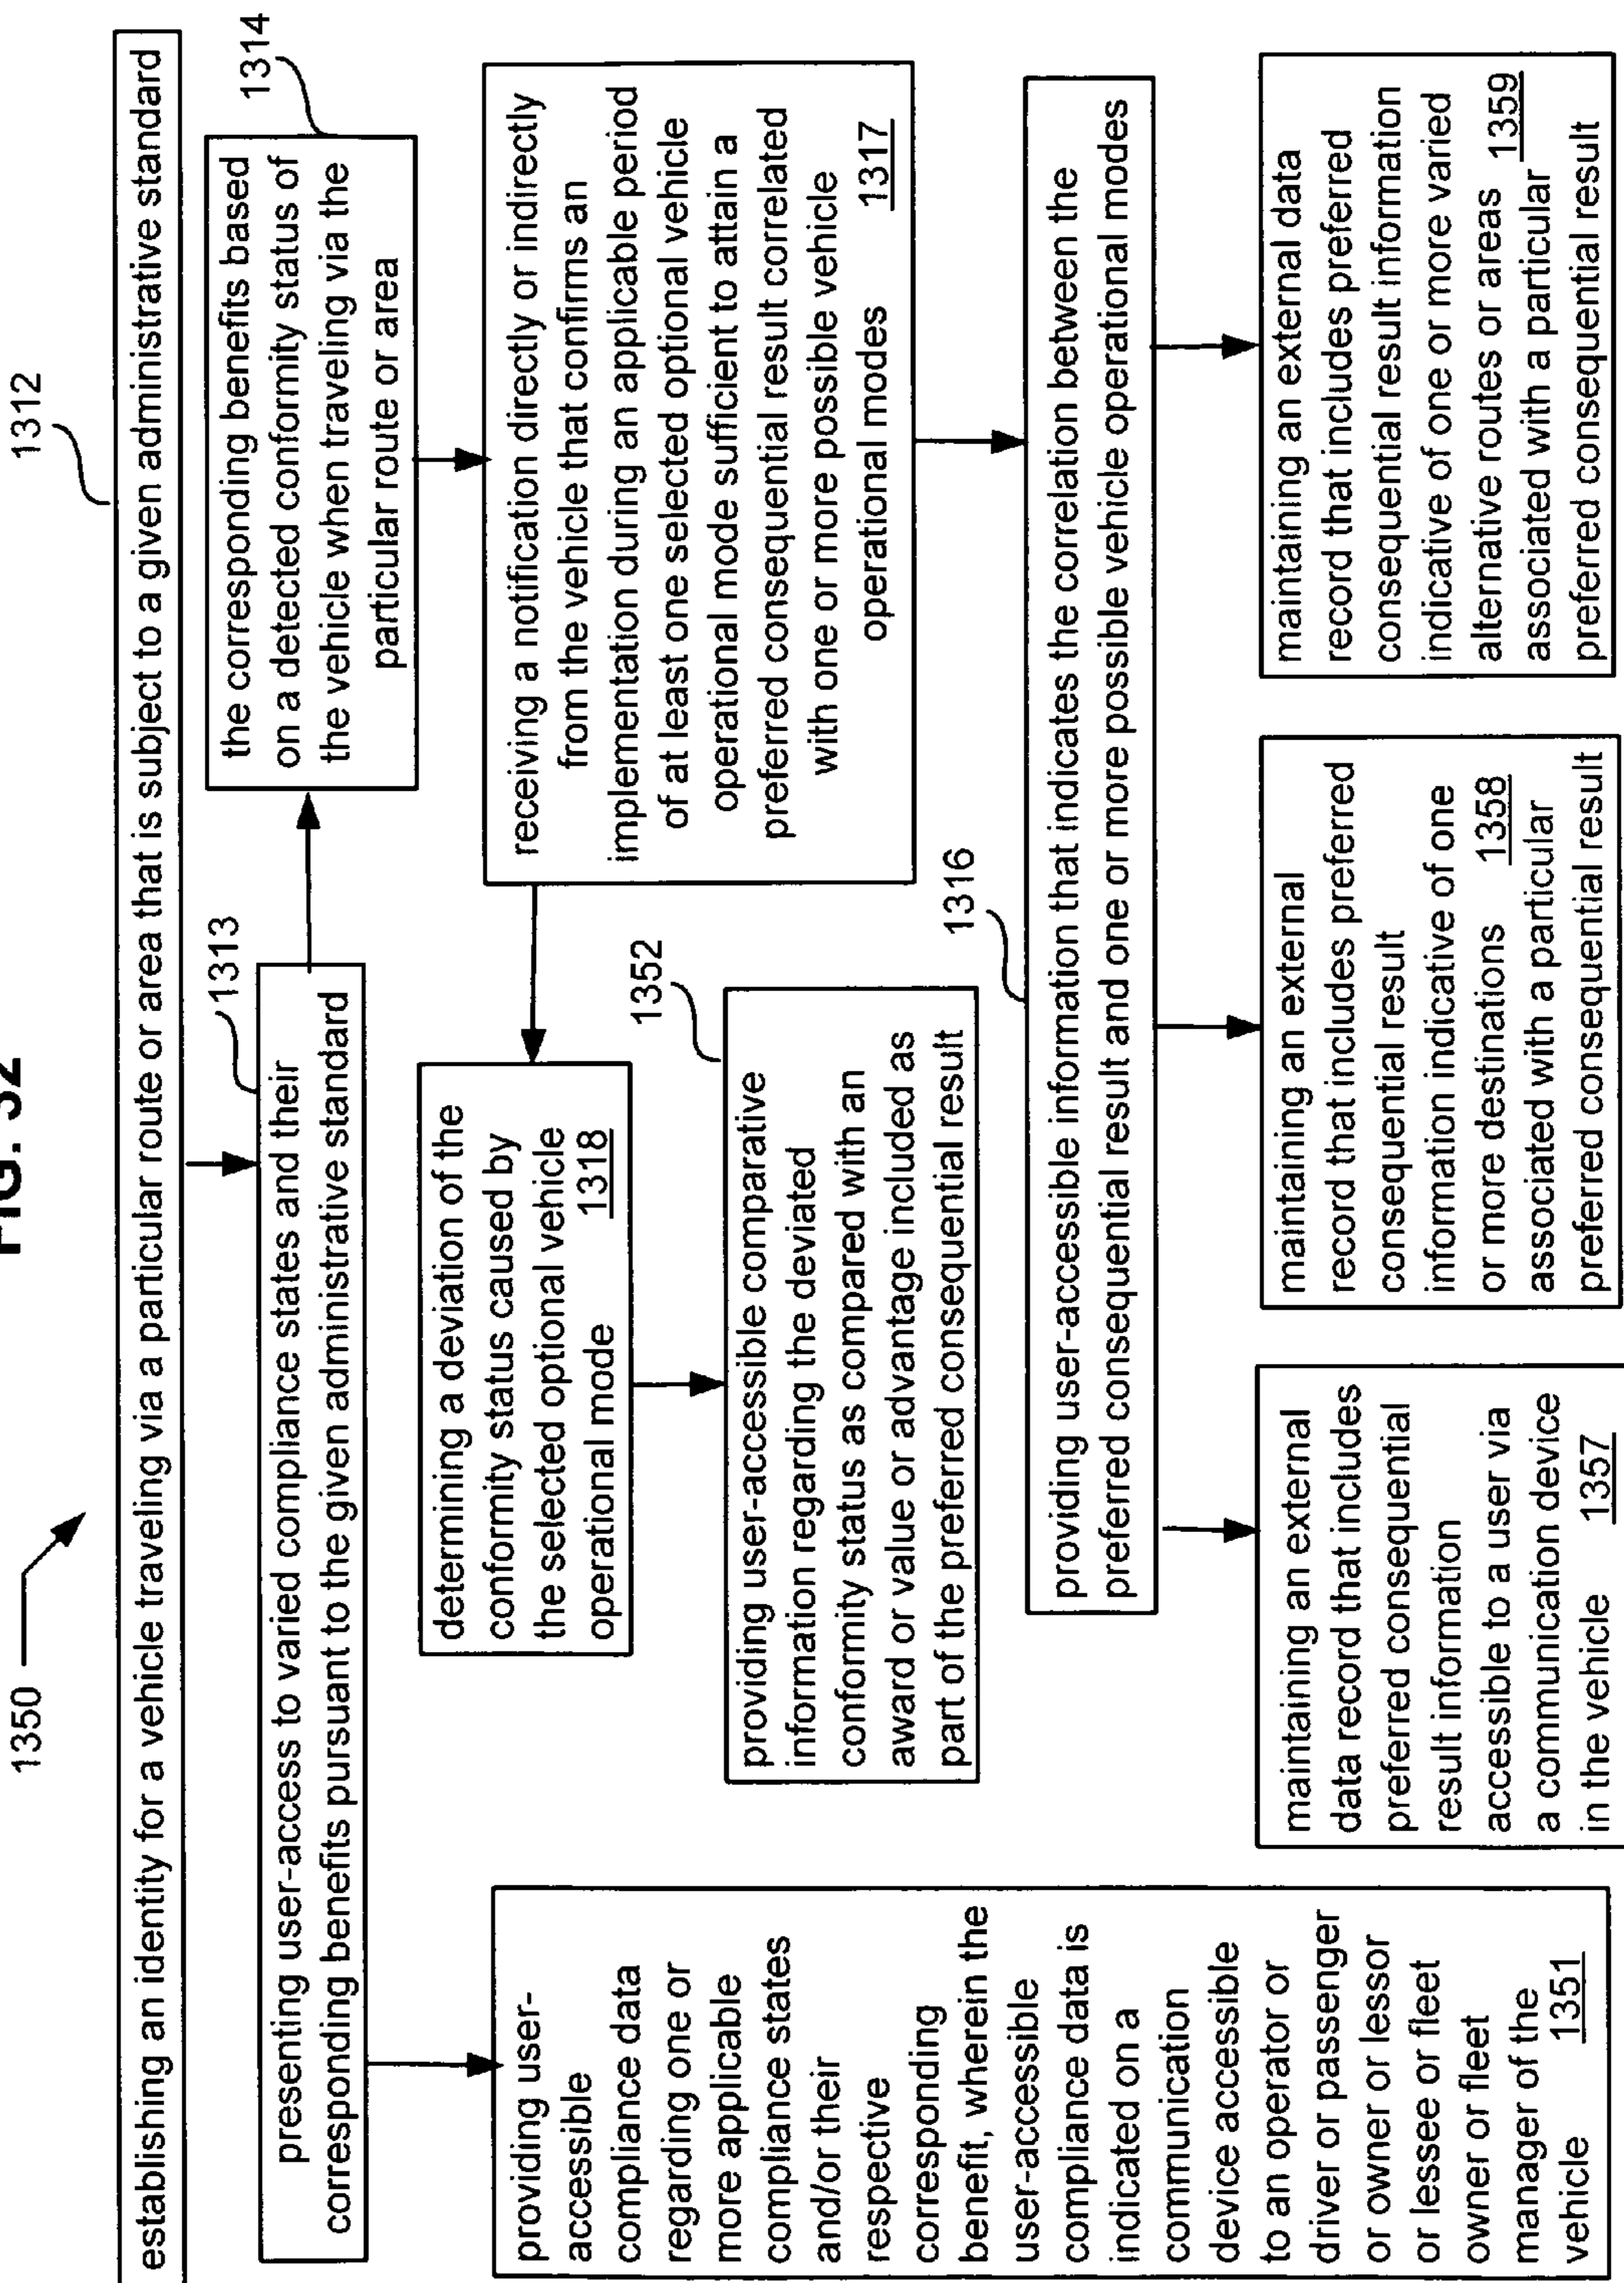 FIG. 32
1350
1312
establishing an identity for a vehicle traveling via a particular route or area that is subject to a given administrative standard
1313
presenting user-access to varied compliance states and their
corresponding benefits pursuant to the given administrative standard
1314
the corresponding benefits based
on a detected conformity status of
the vehicle when traveling via the
particular route or area
providing user-
accessible
compliance data
regarding one or
more applicable
compliance states
and/or their
respective
corresponding
benefit, wherein the
user-accessible
compliance data is
indicated on a
communication
device accessible
to an operator or
driver or passenger
or owner or lessor
or lessee or fleet
owner or fleet
manager of the
vehicle 1351
determining a deviation of the
conformity status caused by
the selected optional vehicle
operational mode 1318
receiving a notification directly or indirectly
from the vehicle that confirms an
implementation during an applicable period
of at least one selected optional vehicle
operational mode sufficient to attain a
preferred consequential result correlated
with one or more possible vehicle
operational modes 1317
1352
providing user-accessible comparative
information regarding the deviated
conformity status as compared with an
award or value or advantage included as
part of the preferred consequential result
1316
providing user-accessible information that indicates the correlation between the
preferred consequential result and one or more possible vehicle operational modes
maintaining an external
data record that includes
preferred consequential
result information
accessible to a user via
a communication device
in the vehicle 1357
maintaining an external
record that includes preferred
consequential result
information indicative of one
or more destinations 1358
associated with a particular
preferred consequential result
maintaining an external data
record that includes preferred
consequential result information
indicative of one or more varied
alternative routes or areas 1359
associated with a particular
preferred consequential result